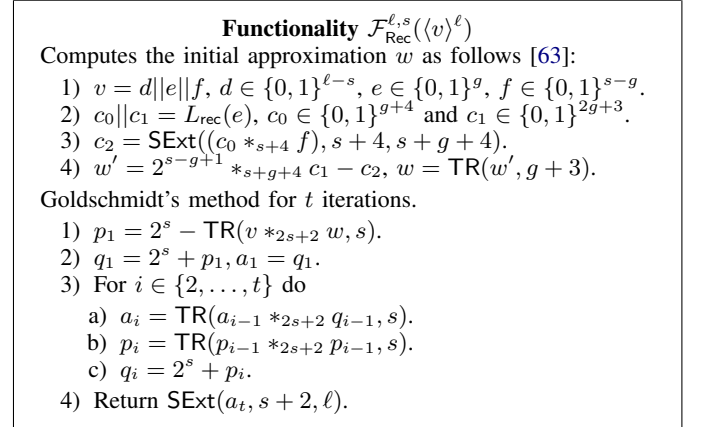 Functionality $\mathcal{F}_{\mathsf{Rec}}^{\ell,s}(\langle v \rangle^{\ell})$
Computes the initial approximation $w$ as follows [63]:
1) $v = d||e||f$, $d \in \{0,1\}^{\ell-s}$, $e \in \{0,1\}^{g}$, $f \in \{0,1\}^{s-g}$.
2) $c_0||c_1 = L_{\mathsf{rec}}(e)$, $c_0 \in \{0,1\}^{g+4}$ and $c_1 \in \{0,1\}^{2g+3}$.
3) $c_2 = \mathsf{SExt}((c_0 *_{s+4} f), s+4, s+g+4)$.
4) $w' = 2^{s-g+1} *_{s+g+4} c_1 - c_2$, $w = \mathsf{TR}(w', g+3)$.
Goldschmidt's method for $t$ iterations.
1) $p_1 = 2^s - \mathsf{TR}(v *_{2s+2} w, s)$.
2) $q_1 = 2^s + p_1, a_1 = q_1$.
3) For $i \in \{2, \ldots, t\}$ do
a) $a_i = \mathsf{TR}(a_{i-1} *_{2s+2} q_{i-1}, s)$.
b) $p_i = \mathsf{TR}(p_{i-1} *_{2s+2} p_{i-1}, s)$.
c) $q_i = 2^s + p_i$.
4) Return $\mathsf{SExt}(a_t, s+2, \ell)$.